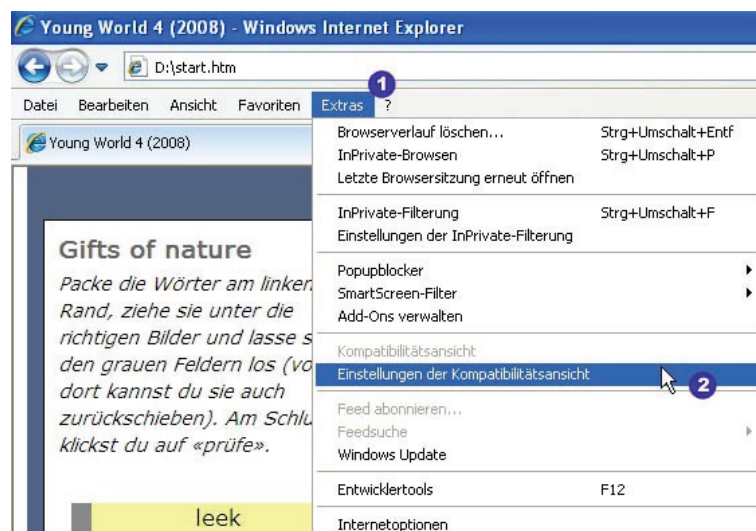 Young World 4 (2008) - Windows Internet Explorer
D:\start.htm
1
Datei Bearbeiten Ansicht Favoriten Extras ?
Young World 4 (2008)
Browserverlauf löschen... Strg+Umschalt+Entf
InPrivate-Browsen Strg+Umschalt+P
Letzte Browsersitzung erneut öffnen
InPrivate-Filterung Strg+Umschalt+F
Einstellungen der InPrivate-Filterung
Popupblocker
SmartScreen-Filter
Add-Ons verwalten
Kompatibilitätsansicht
Einstellungen der Kompatibilitätsansicht
2
Feed abonnieren...
Feedsuche
Windows Update
Entwicklertools F12
Internetoptionen
Gifts of nature
Packe die Wörter am linken
Rand, ziehe sie unter die
richtigen Bilder und lasse s
den grauen Feldern los (vo
dort kannst du sie auch
zurückschieben). Am Schlu
klickst du auf «prüfe».
leek